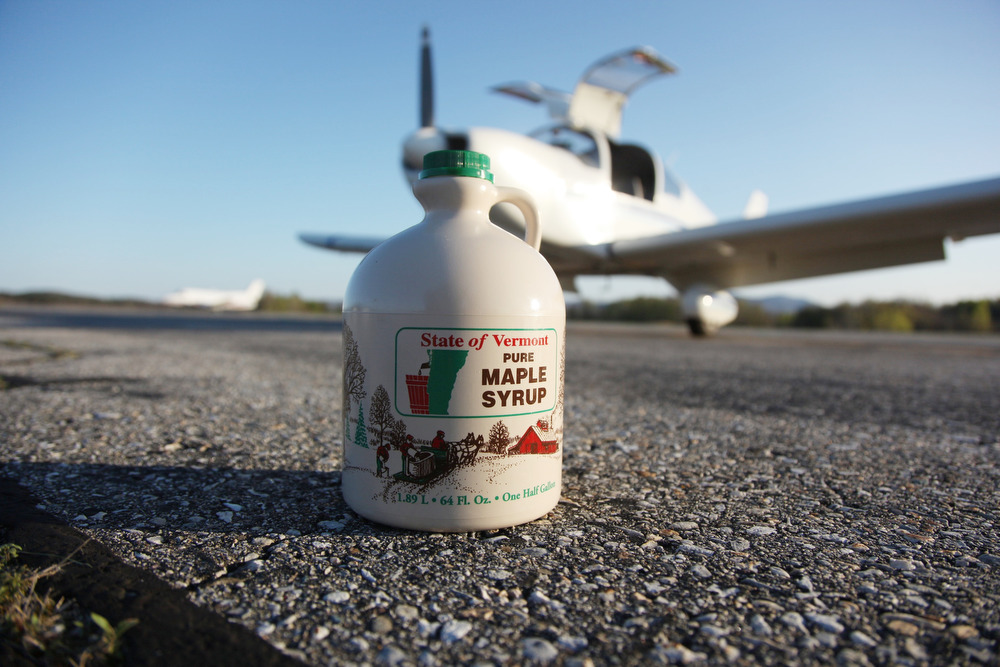 State of Vermont
PURE
MAPLE
SYRUP
1.89 L • 64 Fl. Oz. • One Half Gallon